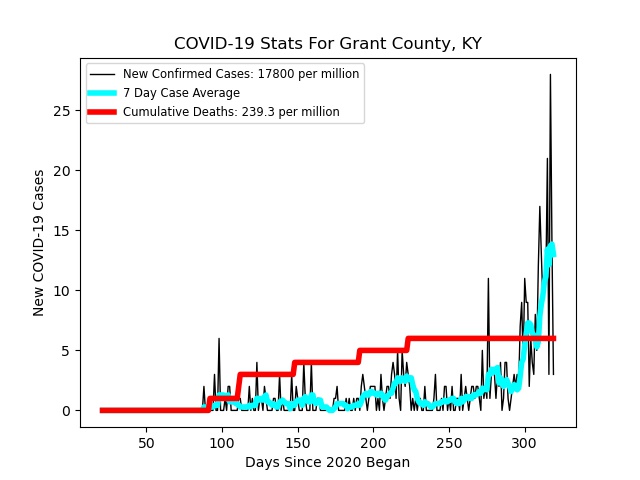 COVID-19 Stats For Grant County, KY
New Confirmed Cases: 17800 per million
7 Day Case Average
Cumulative Deaths: 239.3 per million
New COVID-19 Cases
25
20
15
10
5
0
50 100 150 200 250 300
Days Since 2020 Began